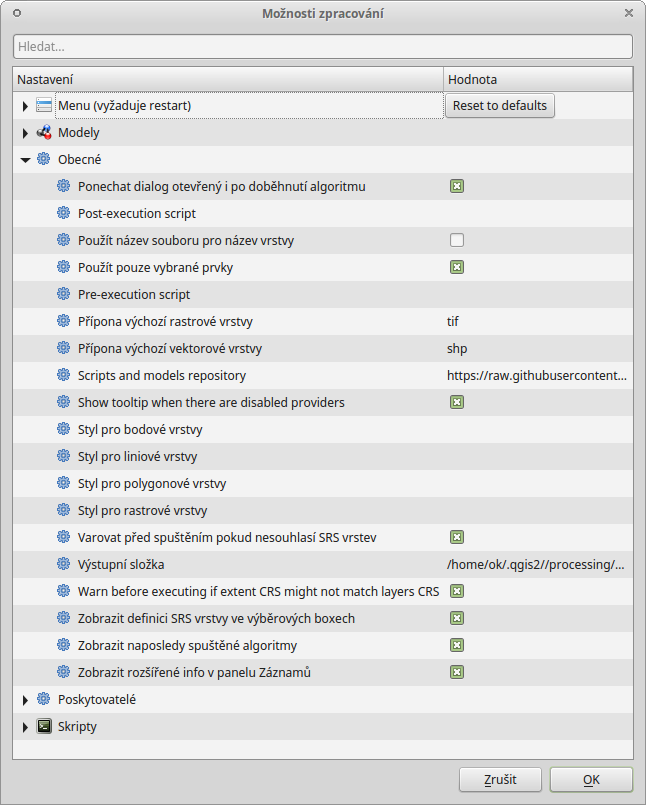 Možnosti zpracování
Hledat...
Nastavení Hodnota
Menu (vyžaduje restart) Reset to defaults
Modely
Obecné
Ponechat dialog otevřený i po doběhnutí algoritmu
Post-execution script
Použít název souboru pro název vrstvy
Použít pouze vybrané prvky
Pre-execution script
Přípona výchozí rastrové vrstvy tif
Přípona výchozí vektorové vrstvy shp
Scripts and models repository https://raw.githubusercontent...
Show tooltip when there are disabled providers
Styl pro bodové vrstvy
Styl pro liniové vrstvy
Styl pro polygonové vrstvy
Styl pro rastrové vrstvy
Varovat před spuštěním pokud nesouhlasí SRS vrstev
Výstupní složka /home/ok/.qgis2//processing/...
Warn before executing if extent CRS might not match layers CRS
Zobrazit definici SRS vrstvy ve výběrových boxech
Zobrazit naposledy spuštěné algoritmy
Zobrazit rozšířené info v panelu Záznamů
Poskytovatelé
Skripty
Zrušit OK